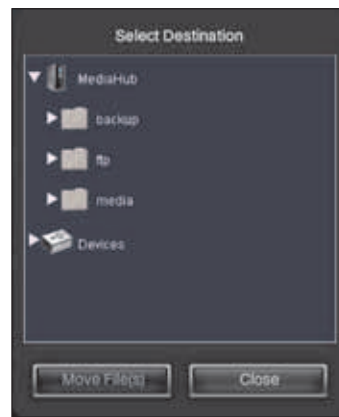 Select Destination
MediaHub
backup
ftp
media
Devices
Move File(s)
Close